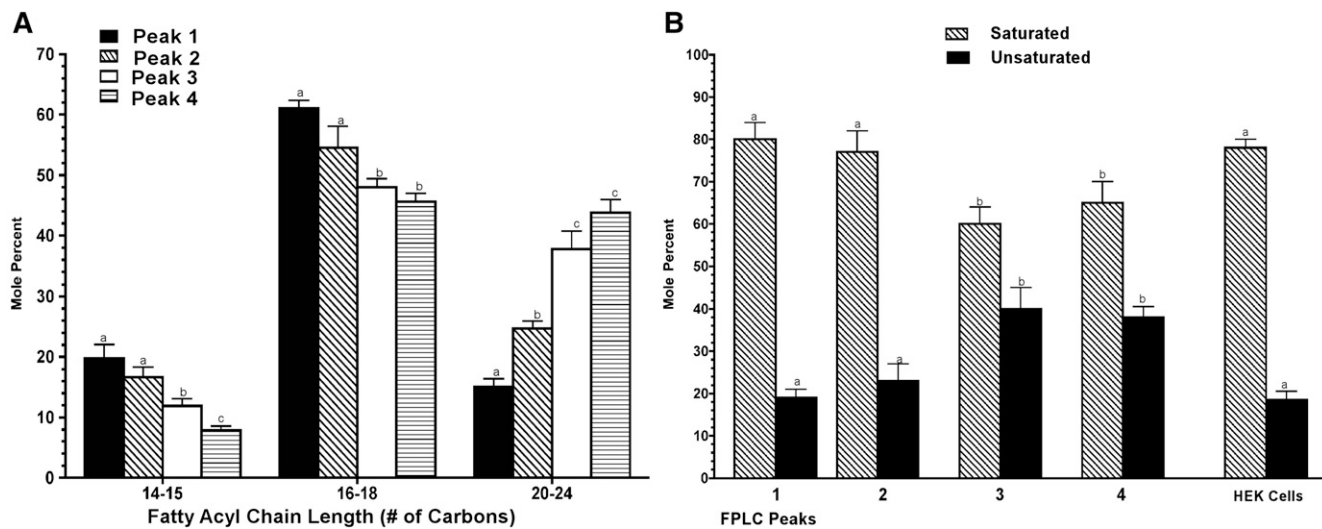 A
Peak 1
Peak 2
Peak 3
Peak 4
70
60
50
40
30
20
10
0
Mole Percent
a
a
b
c
a
a
b
b
a
b
c
c
14-15
16-18
20-24
Fatty Acyl Chain Length (# of Carbons)
B
Saturated
Unsaturated
100
90
80
70
60
50
40
30
20
10
0
Mole Percent
a
a
a
a
b
b
b
b
a
a
1
2
3
4
HEK Cells
FPLC Peaks